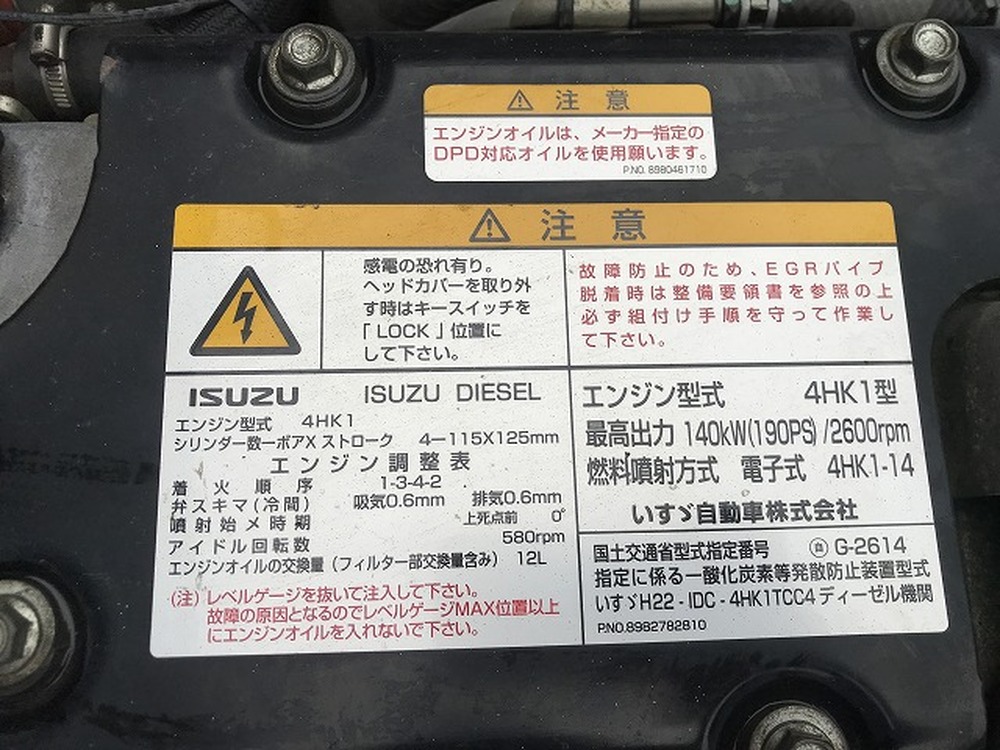 ⚠ 注意
エンジンオイルは、メーカー指定の
DPD対応オイルを使用願います。
P.NO. 8980461710
⚠ 注意
感電の恐れ有り。
ヘッドカバーを取り外
す時はキースイッチを
「LOCK」位置に
して下さい。
故障防止のため、EGRパイプ
脱着時は整備要領書を参照の上
必ず組付け手順を守って作業し
て下さい。
ISUZU ISUZU DIESEL
エンジン型式 4HK1
シリンダー数ーボアX ストローク 4−115X125mm
エンジン調整表
着火順序 1-3-4-2
弁スキマ(冷間) 吸気0.6mm 排気0.6mm
噴射始メ時期 上死点前 0°
アイドル回転数 580rpm
エンジンオイルの交換量 (フィルター部交換量含み) 12L
(注) レベルゲージを抜いて注入して下さい。
故障の原因となるのでレベルゲージMAX位置以上
にエンジンオイルを入れないで下さい。
エンジン型式 4HK1型
最高出力 140kW(190PS) /2600rpm
燃料噴射方式 電子式 4HK1-14
いすゞ自動車株式会社
国土交通省型式指定番号 自 G-2614
指定に係る一酸化炭素等発散防止装置型式
いすゞH22 - IDC - 4HK1TCC4 ディーゼル機関
P.NO.8982782810